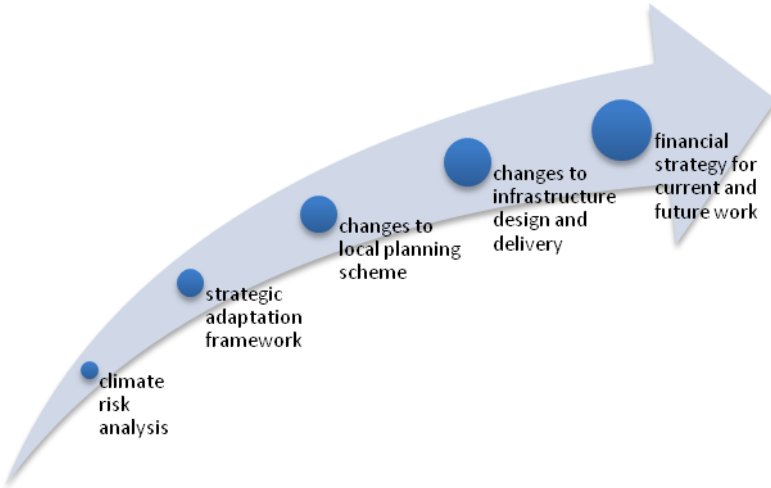 climate
risk
analysis
strategic
adaptation
framework
changes to
local planning
scheme
changes to
infrastructure
design and
delivery
financial
strategy for
current and
future work